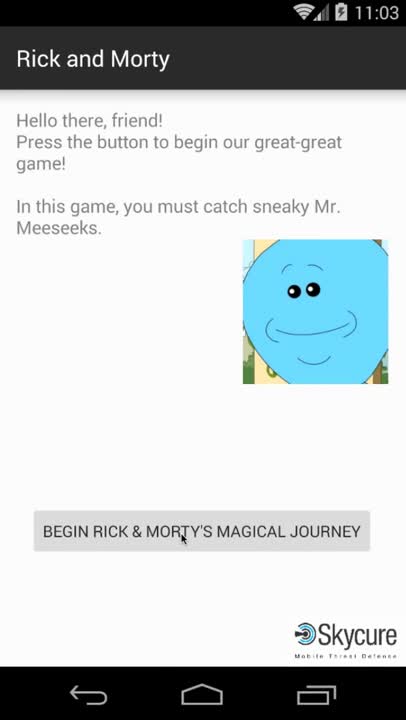 11:03
Rick and Morty
Hello there, friend!
Press the button to begin our great-great
game!
In this game, you must catch sneaky Mr.
Meeseeks.
BEGIN RICK & MORTY'S MAGICAL JOURNEY
Skycure
Mobile Threat Defense